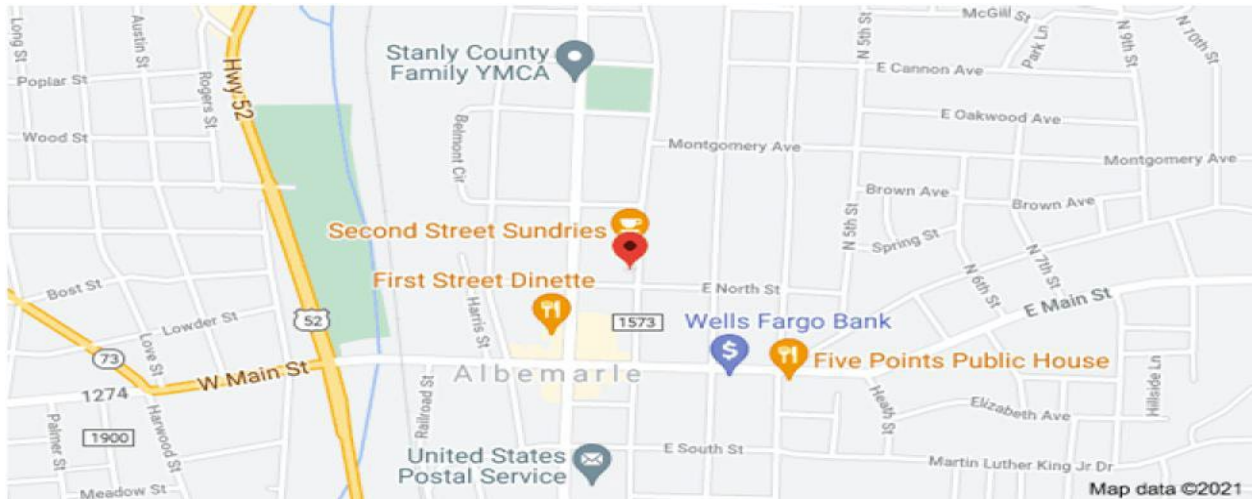 McGill St
Long St
Austin St
Park Ln
N 5th St
N 9th St
N 10th St
Stanly County
Family YMCA
Poplar St
Rogers St
Hwy 52
E Cannon Ave
E Oakwood Ave
Wood St
Belmont Cir
Montgomery Ave
Montgomery Ave
Brown Ave
Brown Ave
Second Street Sundries
N 5th St
Spring St
N 7th St
N 6th St
First Street Dinette
Bost St
E North St
E Main St
Lowder St
Harris St
52
1573
Wells Fargo Bank
$
73
Love St
W Main St
Albemarle
Five Points Public House
Hillside Ln
1274
Railroad St
Heath St
Elizabeth Ave
Harwood St
Palmer St
1900
E South St
United States
Postal Service
Martin Luther King Jr Dr
Meadow St
Map data ©2021